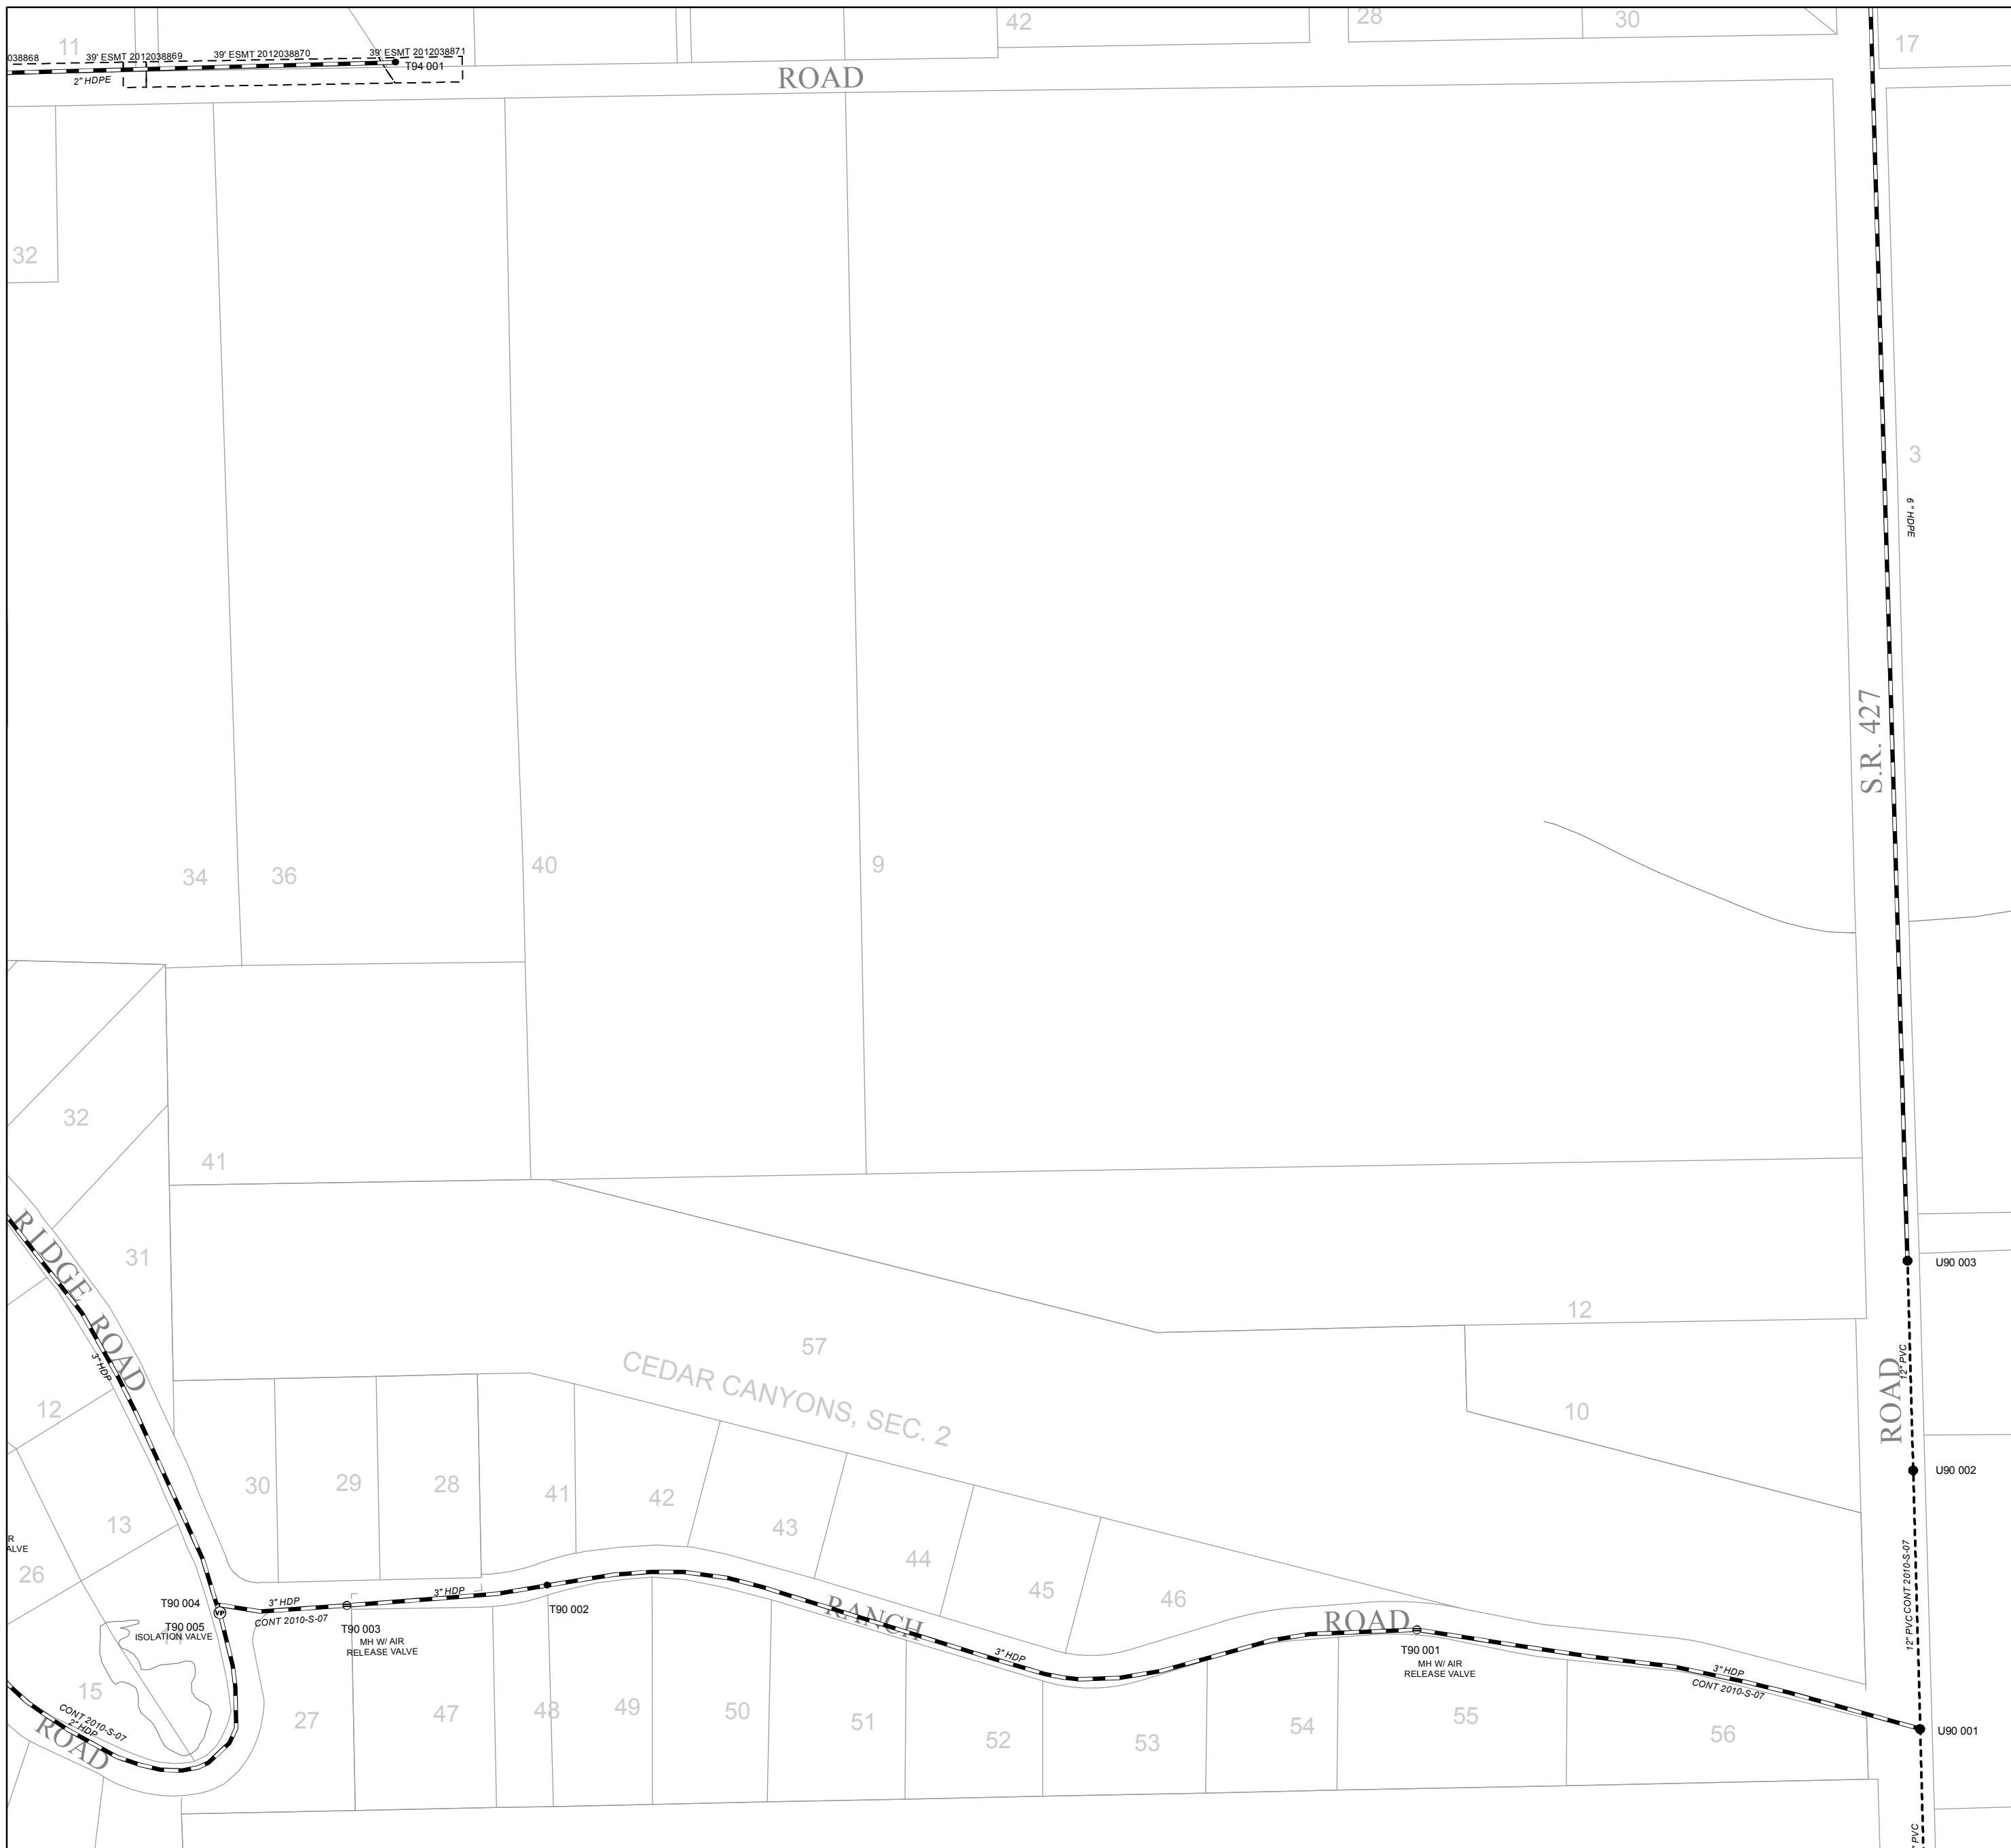 42
28
30
11
17
038868
39' ESMT 2012038869
39' ESMT 2012038870
39' ESMT 2012038871
T94 001
2" HDPE
ROAD
32
3
6" HDPE
S.R. 427
34
36
40
9
32
41
RIDGE ROAD
31
3" HDP
12
57
CEDAR CANYONS, SEC. 2
12
10
U90 003
12" PVC
ROAD
U90 002
13
30
29
28
41
42
43
44
45
46
R
ALVE
26
12" PVC CONT 2010-S-07
T90 004
VP
3" HDP
CONT 2010-S-07
3" HDP
T90 002
T90 005
ISOLATION VALVE
T90 003
MH W/ AIR
RELEASE VALVE
RANCH
ROAD
3" HDP
T90 001
MH W/ AIR
RELEASE VALVE
3" HDP
CONT 2010-S-07
U90 001
15
CONT 2010-S-07
2" HDP
ROAD
27
47
48
49
50
51
52
53
54
55
56
" PVC